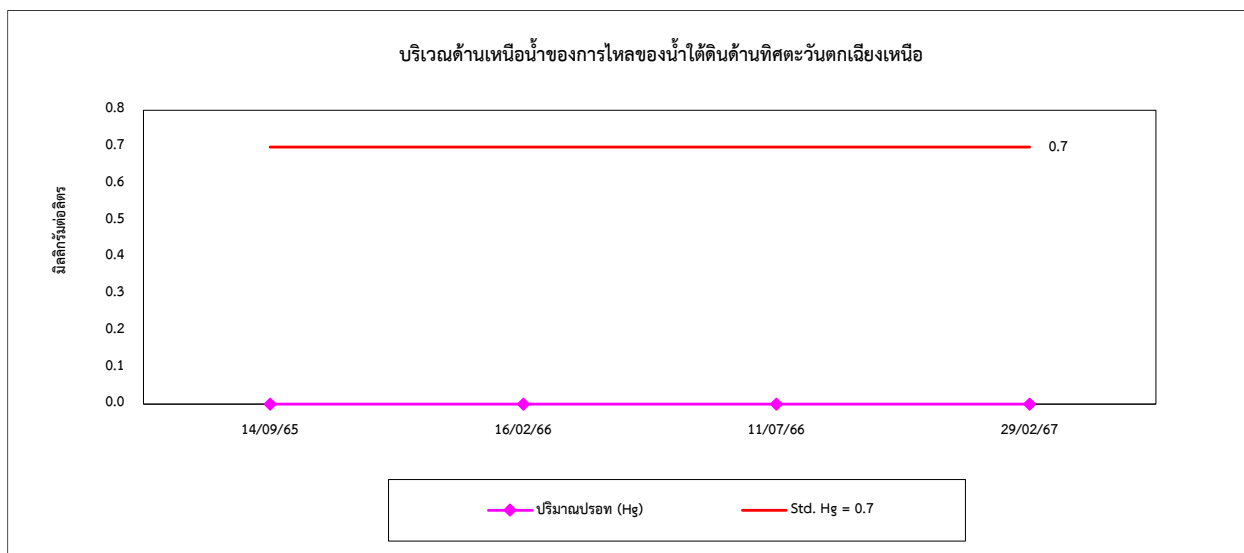 บริเวณด้านเหนือน้ำของการไหลของน้ำใต้ดินด้านทิศตะวันตกเฉียงเหนือ
มิลลิกรัมต่อลิตร
0.8
0.7
0.6
0.5
0.4
0.3
0.2
0.1
0.0
0.7
14/09/65 16/02/66 11/07/66 29/02/67
ปริมาณปรอท (Hg) Std. Hg = 0.7